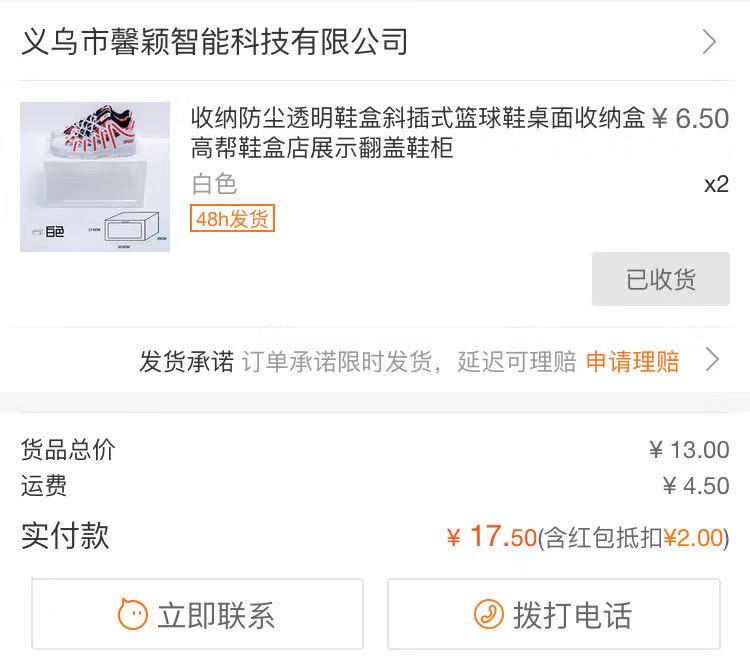 义乌市馨颖智能科技有限公司
收纳防尘透明鞋盒斜插式篮球鞋桌面收纳盒 ¥ 6.50
高帮鞋盒店展示翻盖鞋柜
白色 x2
48h发货
白色
已收货
发货承诺 订单承诺限时发货，延迟可理赔 申请理赔
货品总价 ¥ 13.00
运费 ¥ 4.50
实付款 ¥ 17.50(含红包抵扣¥2.00)
立即联系 拨打电话